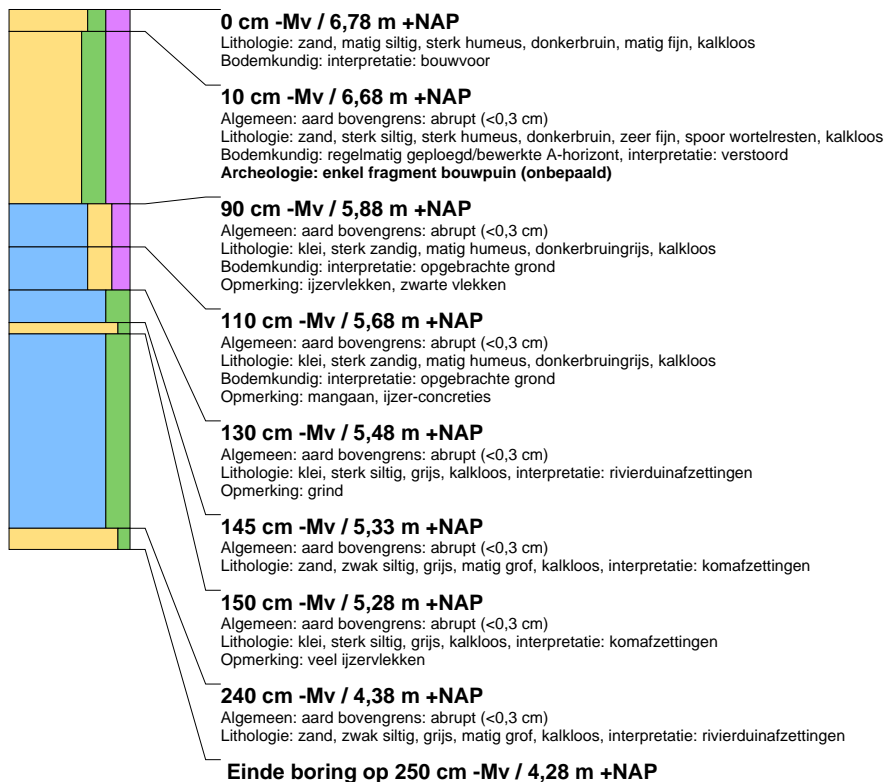 0 cm -Mv / 6,78 m +NAP
Lithologie: zand, matig siltig, sterk humeus, donkerbruin, matig fijn, kalkloos
Bodemkundig: interpretatie: bouwvoor
10 cm -Mv / 6,68 m +NAP
Algemeen: aard bovengrens: abrupt (<0,3 cm)
Lithologie: zand, sterk siltig, sterk humeus, donkerbruin, zeer fijn, spoor wortelresten, kalkloos
Bodemkundig: regelmatig geploegd/bewerkte A-horizont, interpretatie: verstoord
Archeologie: enkel fragment bouwpuin (onbepaald)
90 cm -Mv / 5,88 m +NAP
Algemeen: aard bovengrens: abrupt (<0,3 cm)
Lithologie: klei, sterk zandig, matig humeus, donkerbruingrijs, kalkloos
Bodemkundig: interpretatie: opgebrachte grond
Opmerking: ijzervlekken, zwarte vlekken
110 cm -Mv / 5,68 m +NAP
Algemeen: aard bovengrens: abrupt (<0,3 cm)
Lithologie: klei, sterk zandig, matig humeus, donkerbruingrijs, kalkloos
Bodemkundig: interpretatie: opgebrachte grond
Opmerking: mangaan, ijzer-concreties
130 cm -Mv / 5,48 m +NAP
Algemeen: aard bovengrens: abrupt (<0,3 cm)
Lithologie: klei, sterk siltig, grijs, kalkloos, interpretatie: rivierduinafzettingen
Opmerking: grind
145 cm -Mv / 5,33 m +NAP
Algemeen: aard bovengrens: abrupt (<0,3 cm)
Lithologie: zand, zwak siltig, grijs, matig grof, kalkloos, interpretatie: komafzettingen
150 cm -Mv / 5,28 m +NAP
Algemeen: aard bovengrens: abrupt (<0,3 cm)
Lithologie: klei, sterk siltig, grijs, kalkloos, interpretatie: komafzettingen
Opmerking: veel ijzervlekken
240 cm -Mv / 4,38 m +NAP
Algemeen: aard bovengrens: abrupt (<0,3 cm)
Lithologie: zand, zwak siltig, grijs, matig grof, kalkloos, interpretatie: rivierduinafzettingen
Einde boring op 250 cm -Mv / 4,28 m +NAP